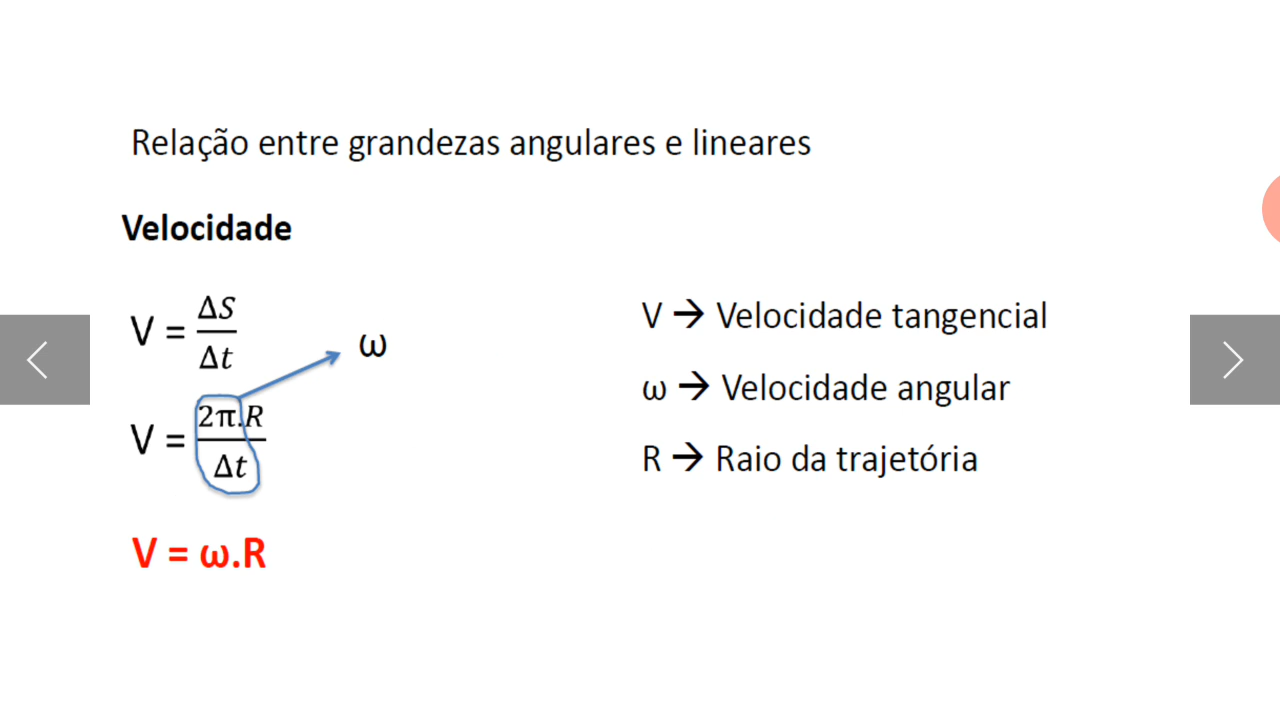 Relação entre grandezas angulares e lineares
Velocidade
V = ΔS/Δt
ω
V = 2π.R/Δt
V = ω.R
V → Velocidade tangencial
ω → Velocidade angular
R → Raio da trajetória